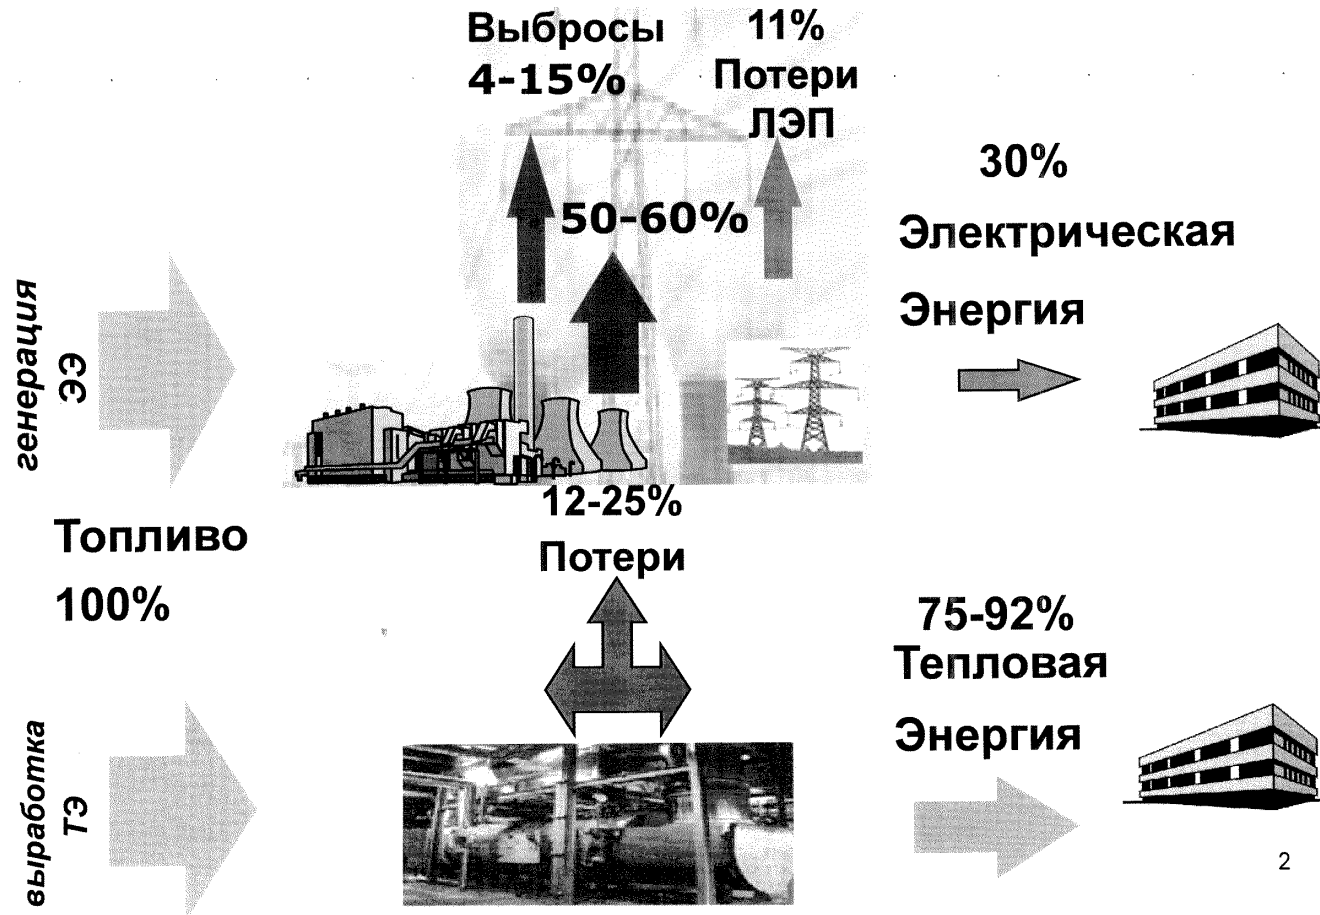 Выбросы
4-15%
11%
Потери
ЛЭП
50-60%
30%
Электрическая
Энергия
генерация
ЭЭ
Топливо
100%
12-25%
Потери
75-92%
Тепловая
Энергия
выработка
ТЭ
2